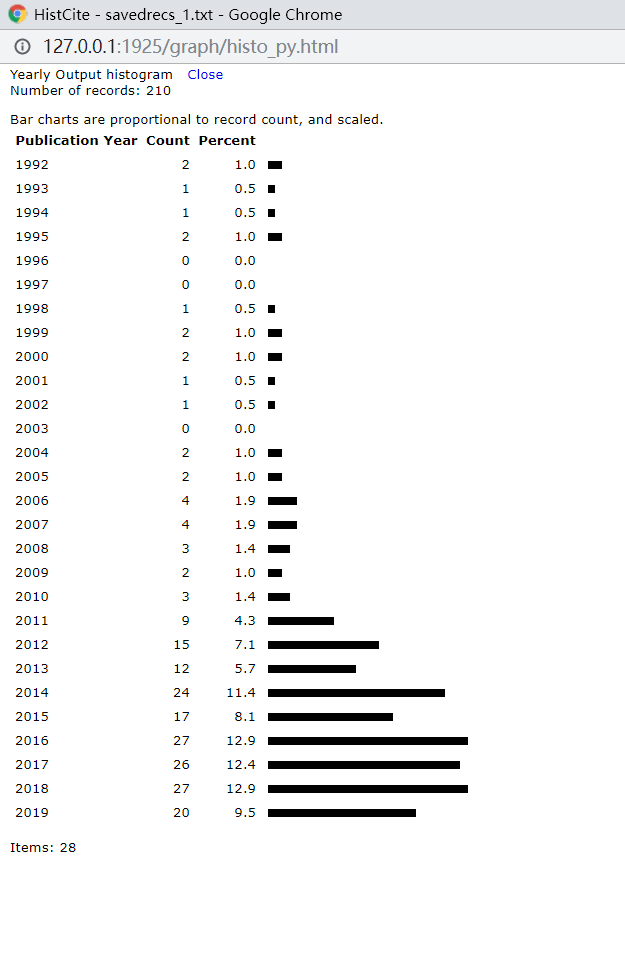 HistCite - savedrecs_1.txt - Google Chrome
127.0.0.1:1925/graph/histo_py.html
Yearly Output histogram Close
Number of records: 210
Bar charts are proportional to record count, and scaled.
Publication Year Count Percent
1992 2 1.0
1993 1 0.5
1994 1 0.5
1995 2 1.0
1996 0 0.0
1997 0 0.0
1998 1 0.5
1999 2 1.0
2000 2 1.0
2001 1 0.5
2002 1 0.5
2003 0 0.0
2004 2 1.0
2005 2 1.0
2006 4 1.9
2007 4 1.9
2008 3 1.4
2009 2 1.0
2010 3 1.4
2011 9 4.3
2012 15 7.1
2013 12 5.7
2014 24 11.4
2015 17 8.1
2016 27 12.9
2017 26 12.4
2018 27 12.9
2019 20 9.5
Items: 28